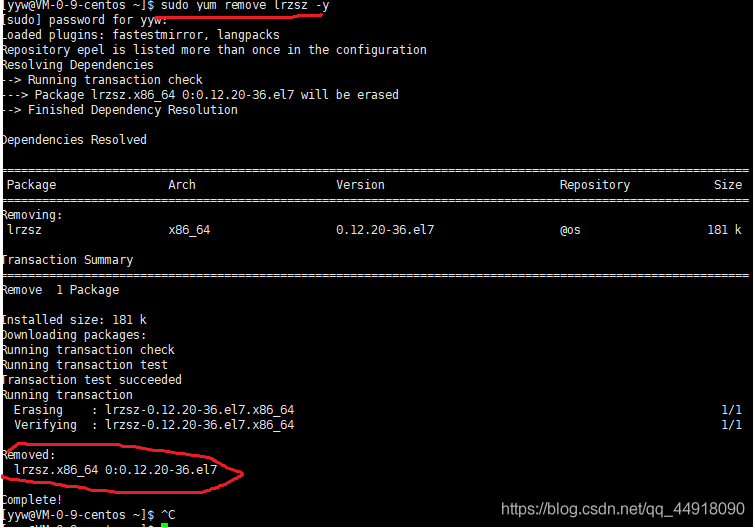 [yyw@VM-0-9-centos ~]$ sudo yum remove lrzsz -y
[sudo] password for yyw:
Loaded plugins: fastestmirror, langpacks
Repository epel is listed more than once in the configuration
Resolving Dependencies
--> Running transaction check
---> Package lrzsz.x86_64 0:0.12.20-36.el7 will be erased
--> Finished Dependency Resolution
Dependencies Resolved
================================================================================
Package Arch Version Repository Size
================================================================================
Removing:
lrzsz x86_64 0.12.20-36.el7 @os 181 k
Transaction Summary
================================================================================
Remove 1 Package
Installed size: 181 k
Downloading packages:
Running transaction check
Running transaction test
Transaction test succeeded
Running transaction
Erasing : lrzsz-0.12.20-36.el7.x86_64 1/1
Verifying : lrzsz-0.12.20-36.el7.x86_64 1/1
Removed:
lrzsz.x86_64 0:0.12.20-36.el7
Complete!
[yyw@VM-0-9-centos ~]$ ^C
[yyw@VM-0-9-centos ~]$
https://blog.csdn.net/qq_44918090